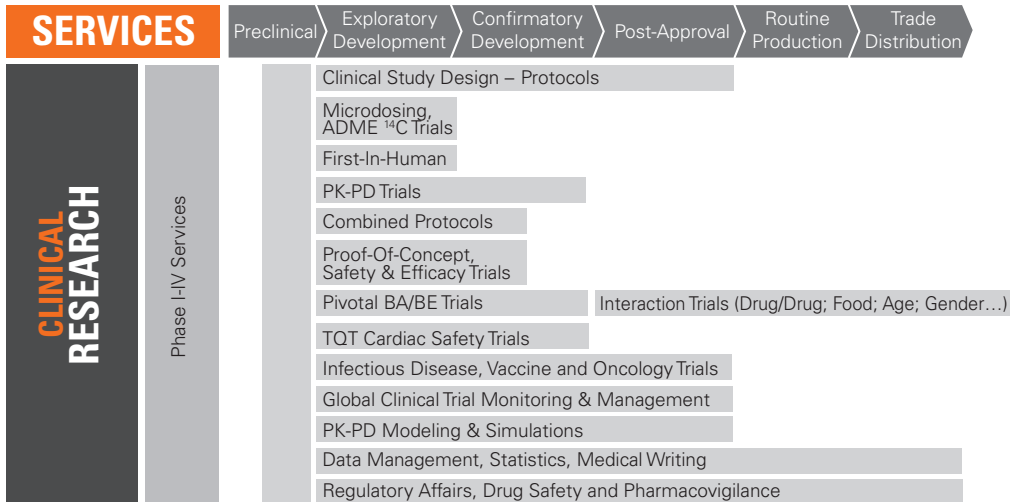 SERVICES
Preclinical
Exploratory
Development
Confirmatory
Development
Post-Approval
Routine
Production
Trade
Distribution
CLINICAL
RESEARCH
Phase I-IV Services
Clinical Study Design – Protocols
Microdosing,
ADME ¹⁴C Trials
First-In-Human
PK-PD Trials
Combined Protocols
Proof-Of-Concept,
Safety & Efficacy Trials
Pivotal BA/BE Trials
Interaction Trials (Drug/Drug; Food; Age; Gender…)
TQT Cardiac Safety Trials
Infectious Disease, Vaccine and Oncology Trials
Global Clinical Trial Monitoring & Management
PK-PD Modeling & Simulations
Data Management, Statistics, Medical Writing
Regulatory Affairs, Drug Safety and Pharmacovigilance